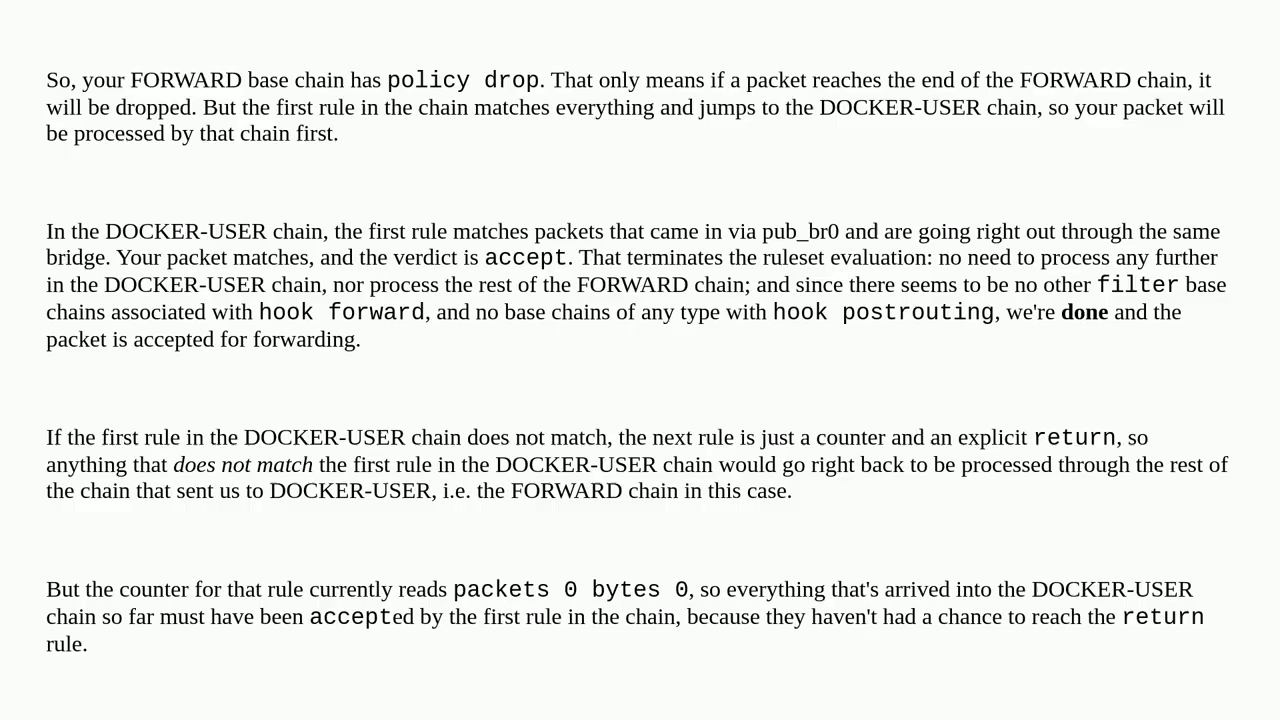 So, your FORWARD base chain has policy drop. That only means if a packet reaches the end of the FORWARD chain, it
will be dropped. But the first rule in the chain matches everything and jumps to the DOCKER-USER chain, so your packet will
be processed by that chain first.
In the DOCKER-USER chain, the first rule matches packets that came in via pub_br0 and are going right out through the same
bridge. Your packet matches, and the verdict is accept. That terminates the ruleset evaluation: no need to process any further
in the DOCKER-USER chain, nor process the rest of the FORWARD chain; and since there seems to be no other filter base
chains associated with hook forward, and no base chains of any type with hook postrouting, we're done and the
packet is accepted for forwarding.
If the first rule in the DOCKER-USER chain does not match, the next rule is just a counter and an explicit return, so
anything that does not match the first rule in the DOCKER-USER chain would go right back to be processed through the rest of
the chain that sent us to DOCKER-USER, i.e. the FORWARD chain in this case.
But the counter for that rule currently reads packets 0 bytes 0, so everything that's arrived into the DOCKER-USER
chain so far must have been accepted by the first rule in the chain, because they haven't had a chance to reach the return
rule.